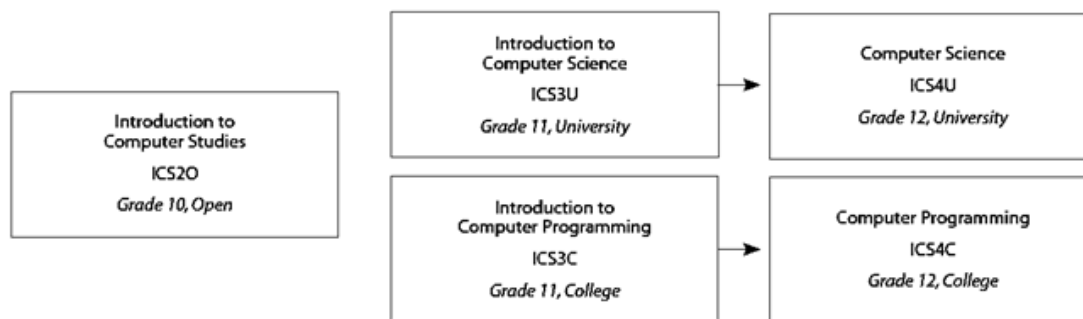 Introduction to
Computer Studies
ICS2O
Grade 10, Open
Introduction to
Computer Science
ICS3U
Grade 11, University
Computer Science
ICS4U
Grade 12, University
Introduction to
Computer Programming
ICS3C
Grade 11, College
Computer Programming
ICS4C
Grade 12, College